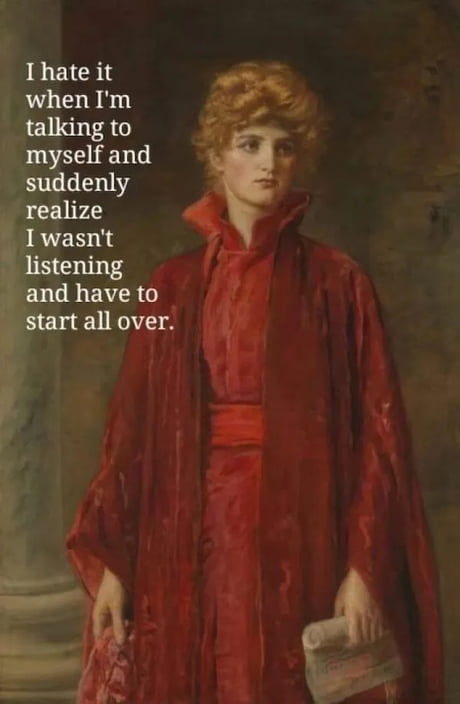 I hate it
when I'm
talking to
myself and
suddenly
realize
I wasn't
listening
and have to
start all over.